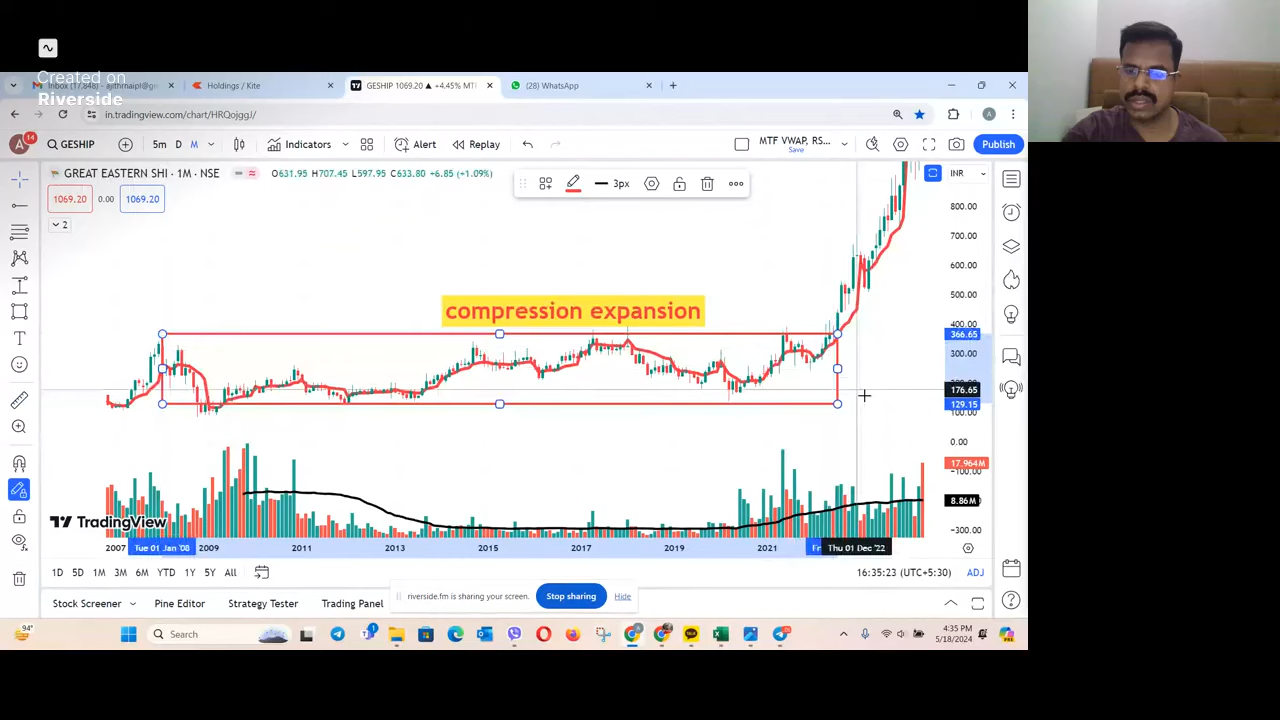 Created on
Riverside
Inbox (17,848) - ajithmaipl@ge
Holdings / Kite
GESHIP 1069.20 ▲ +4.45% MTF
(28) WhatsApp
in.tradingview.com/chart/HRQojgJ//
A
A 14
GESHIP
5m D M
Indicators
Alert
Replay
MTF VWAP, RS...
Save
Publish
GREAT EASTERN SHI · 1M · NSE
O631.95 H707.45 L597.95 C633.80 +6.85 (+1.09%)
3px
INR
1069.20 0.00 1069.20
2
800.00
700.00
600.00
500.00
400.00
compression expansion
366.65
300.00
176.65
129.15
100.00
0.00
17.964M
-100.00
8.86M
-300.00
TradingView
2007 Tue 01 Jan '08 2009 2011 2013 2015 2017 2019 2021 Thu 01 Dec '22
1D 5D 1M 3M 6M YTD 1Y 5Y All
16:35:23 (UTC+5:30) ADJ
riverside.fm is sharing your screen. Stop sharing Hide
Stock Screener Pine Editor Strategy Tester Trading Panel
94°
Search
4:35 PM
5/18/2024